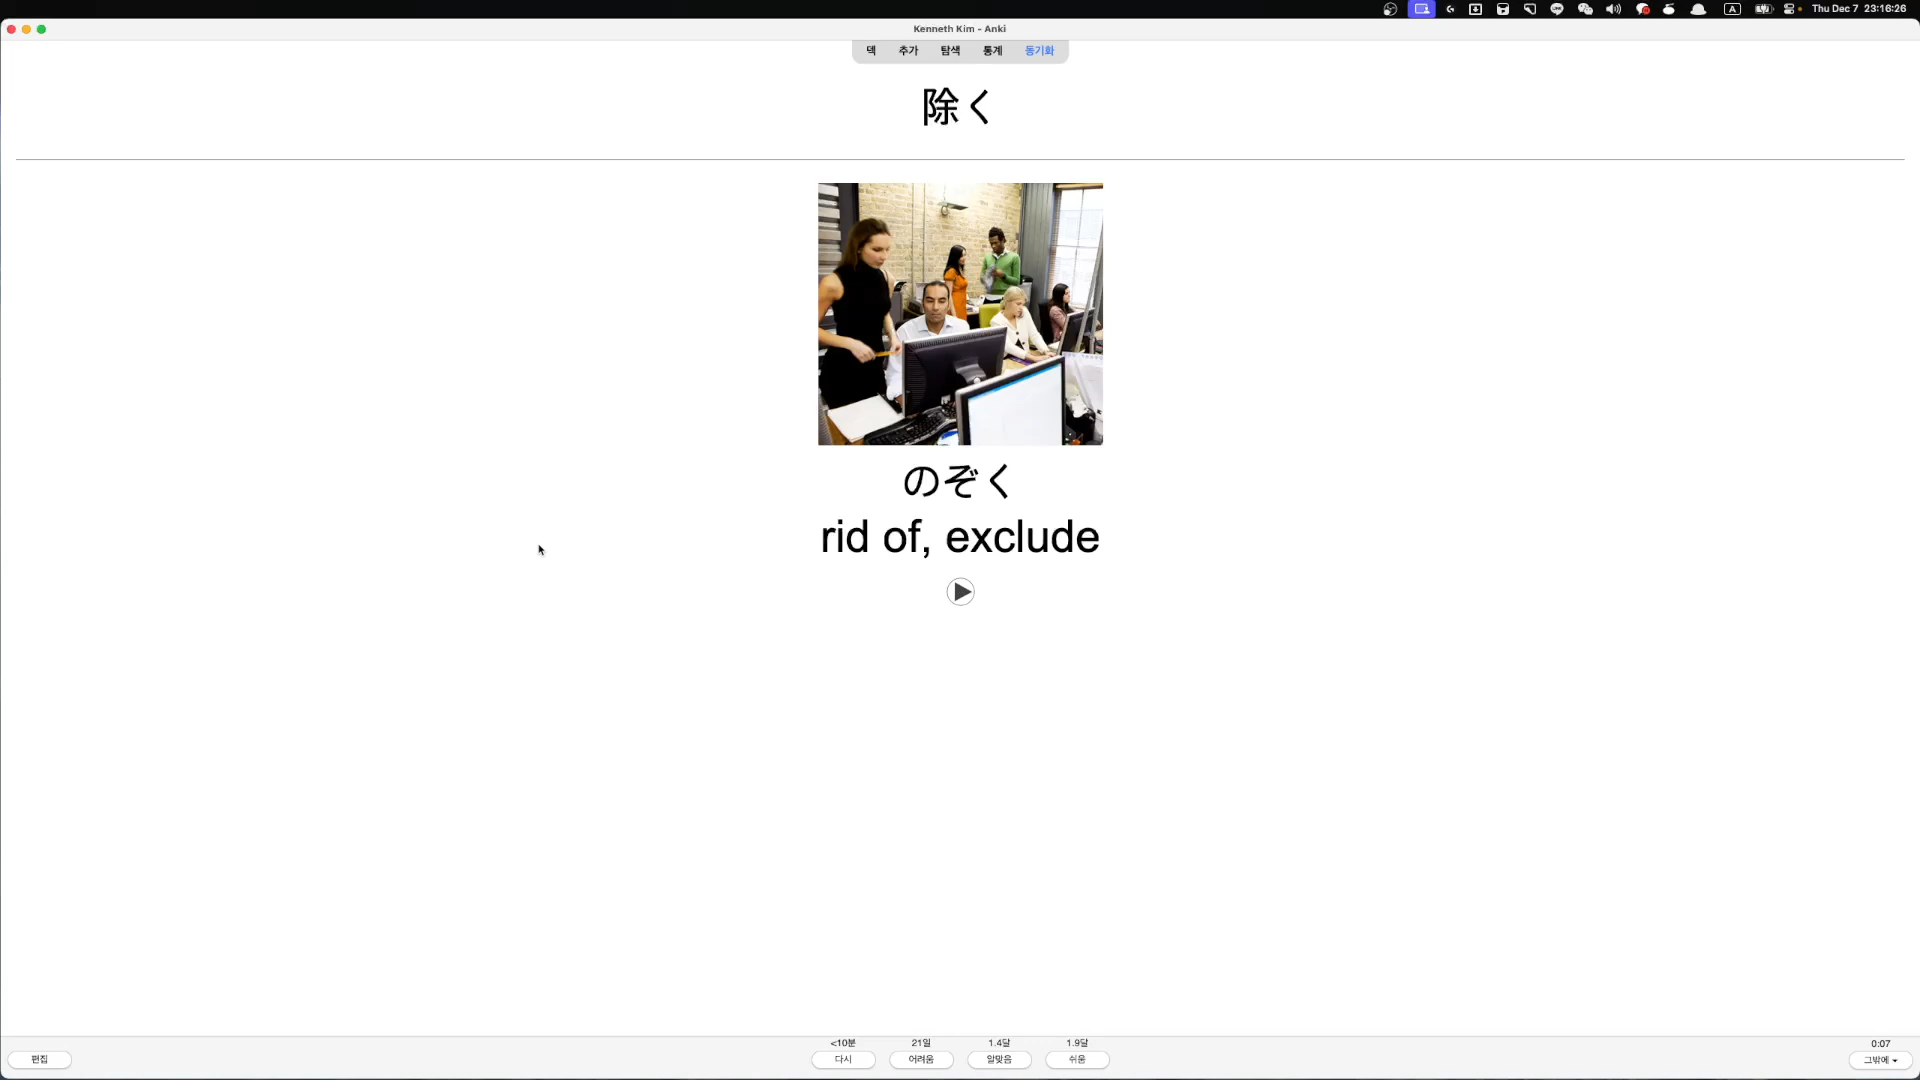 Thu Dec 7 23:16:26
Kenneth Kim - Anki
덱 추가 탐색 통계 동기화
除く
のぞく
rid of, exclude
<10분 21일 1.4달 1.9달 0:07
편집 다시 어려움 알맞음 쉬움 그밖에